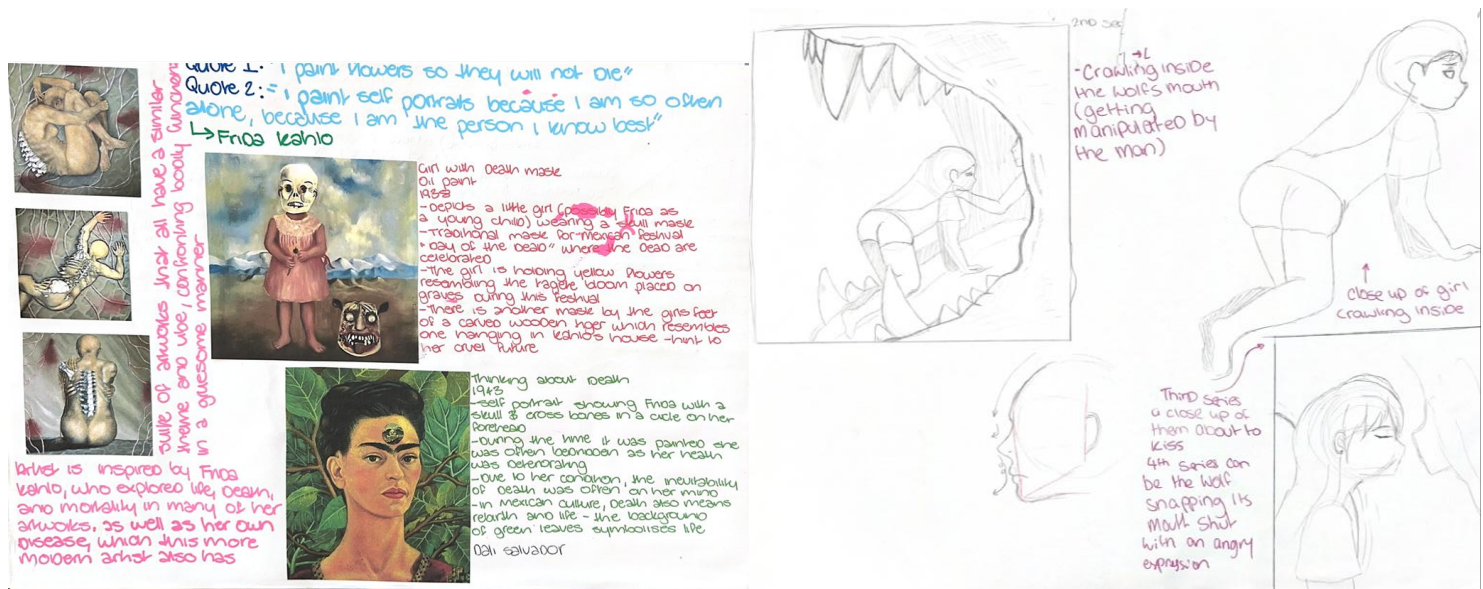 Quote 1: "I paint flowers so they will not die"
Quote 2: = "I paint self portraits because I am so often
alone, because I am the person I know best"
Frida Kahlo
suite of artworks that all have a similar
theme and vibe, confronting bodily
in a gruesome manner
Girl with Death mask
Oil paint
1938
-Depicts a little girl (possibly Frida as
a young child) wearing a skull mask
-Traditional mask for Mexican festival
"Day of the Dead" where the Dead are
celebrated
-The girl is holding yellow flowers
resembling the tagete bloom placed on
graves during this festival
-There is another mask by the girls feet
of a carved wooden tiger which resembles
one hanging in Kahlo's house -hint to
her cruel future
Thinking about Death
1943
-self portrait showing Frida with a
skull & cross bones in a circle on her
forehead
-During the time it was painted she
was often bedridden as her health
was deteriorating
-Due to her condition, the inevitability
of death was often on her mind
-in Mexican culture, Death also means
rebirth and life - the background
of green leaves symbolises life
Dali Salvador
Artist is inspired by Frida
Kahlo, who explored life, Death,
and mortality in many of her
artworks, as well as her own
Disease, which this more
modern artist also has
2nd
-Crawling inside
the wolf's mouth
(getting
manipulated by
the man)
close up of girl
crawling inside
Third series
a close up of
them about to
kiss
4th series can
be the wolf
snapping its
mouth shut
with an angry
expression